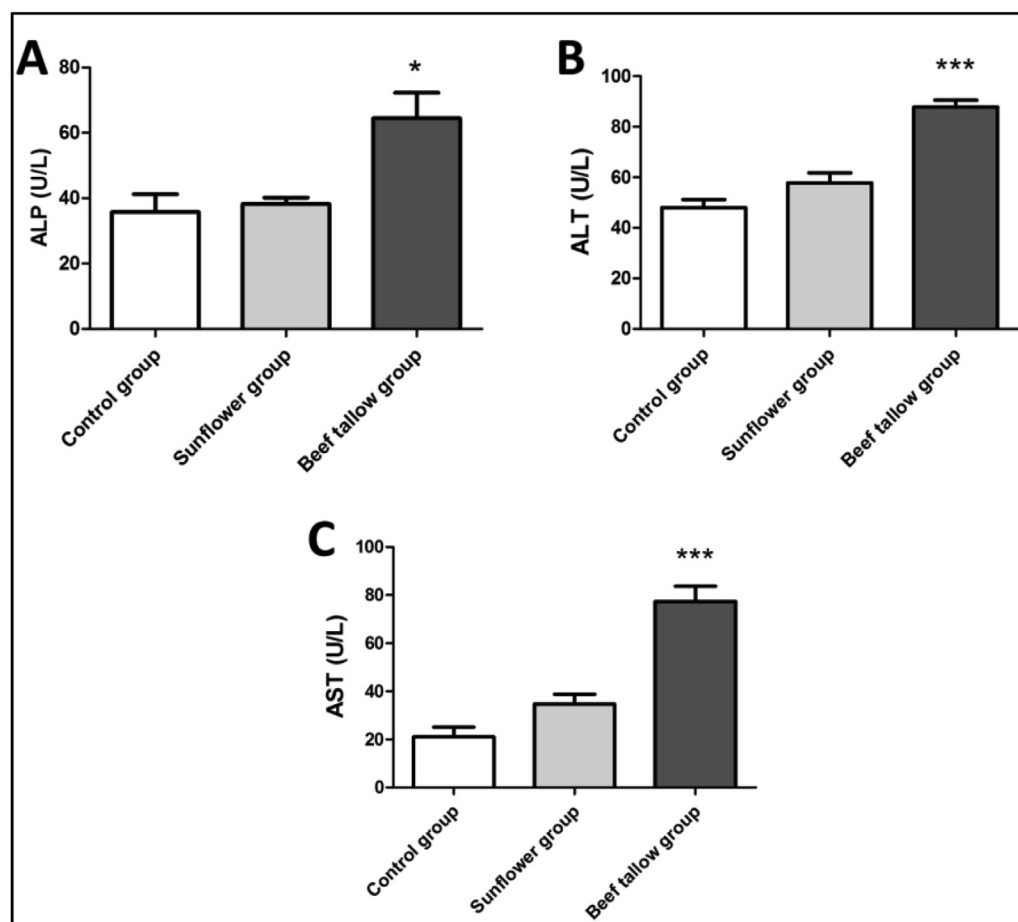 A
*
80
60
40
20
0
ALP (U/L)
Control group
Sunflower group
Beef tallow group
B
***
100
80
60
40
20
0
ALT (U/L)
Control group
Sunflower group
Beef tallow group
C
***
100
80
60
40
20
0
AST (U/L)
Control group
Sunflower group
Beef tallow group